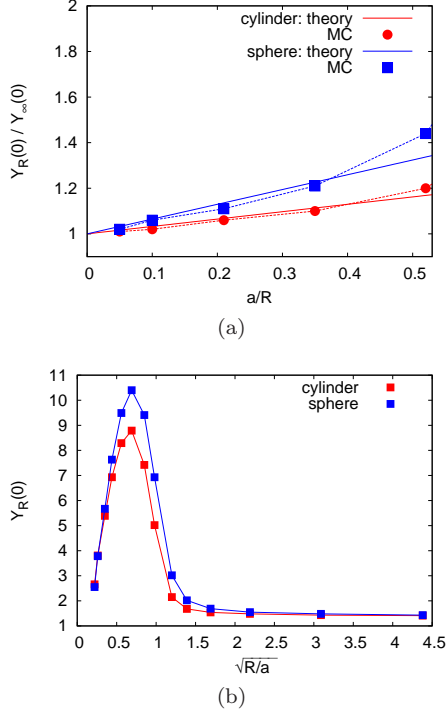 2
1.8
1.6
1.4
1.2
1
Y_R(0) / Y_∞(0)
cylinder: theory
MC
sphere: theory
MC
0 0.1 0.2 0.3 0.4 0.5
a/R
(a)
11
10
9
8
7
6
5
4
3
2
1
Y_R(0)
cylinder
sphere
0 0.5 1 1.5 2 2.5 3 3.5 4 4.5
√R/a
(b)